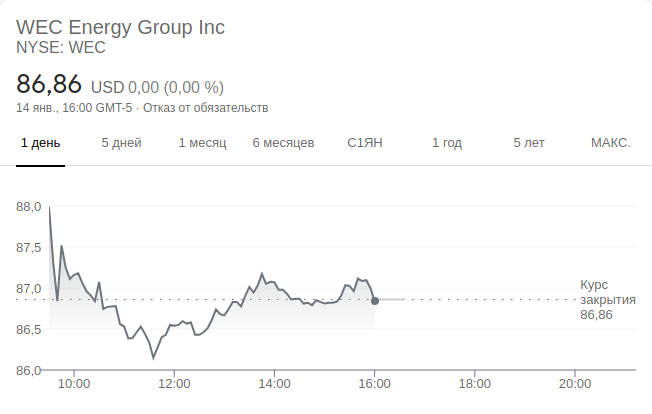 WEC Energy Group Inc
NYSE: WEC
86,86 USD 0,00 (0,00 %)
14 янв., 16:00 GMT-5 · Отказ от обязательств
1 день 5 дней 1 месяц 6 месяцев С1ЯН 1 год 5 лет МАКС.
88,0
87,5
87,0
86,5
86,0
Курс
закрытия
86,86
10:00 12:00 14:00 16:00 18:00 20:00